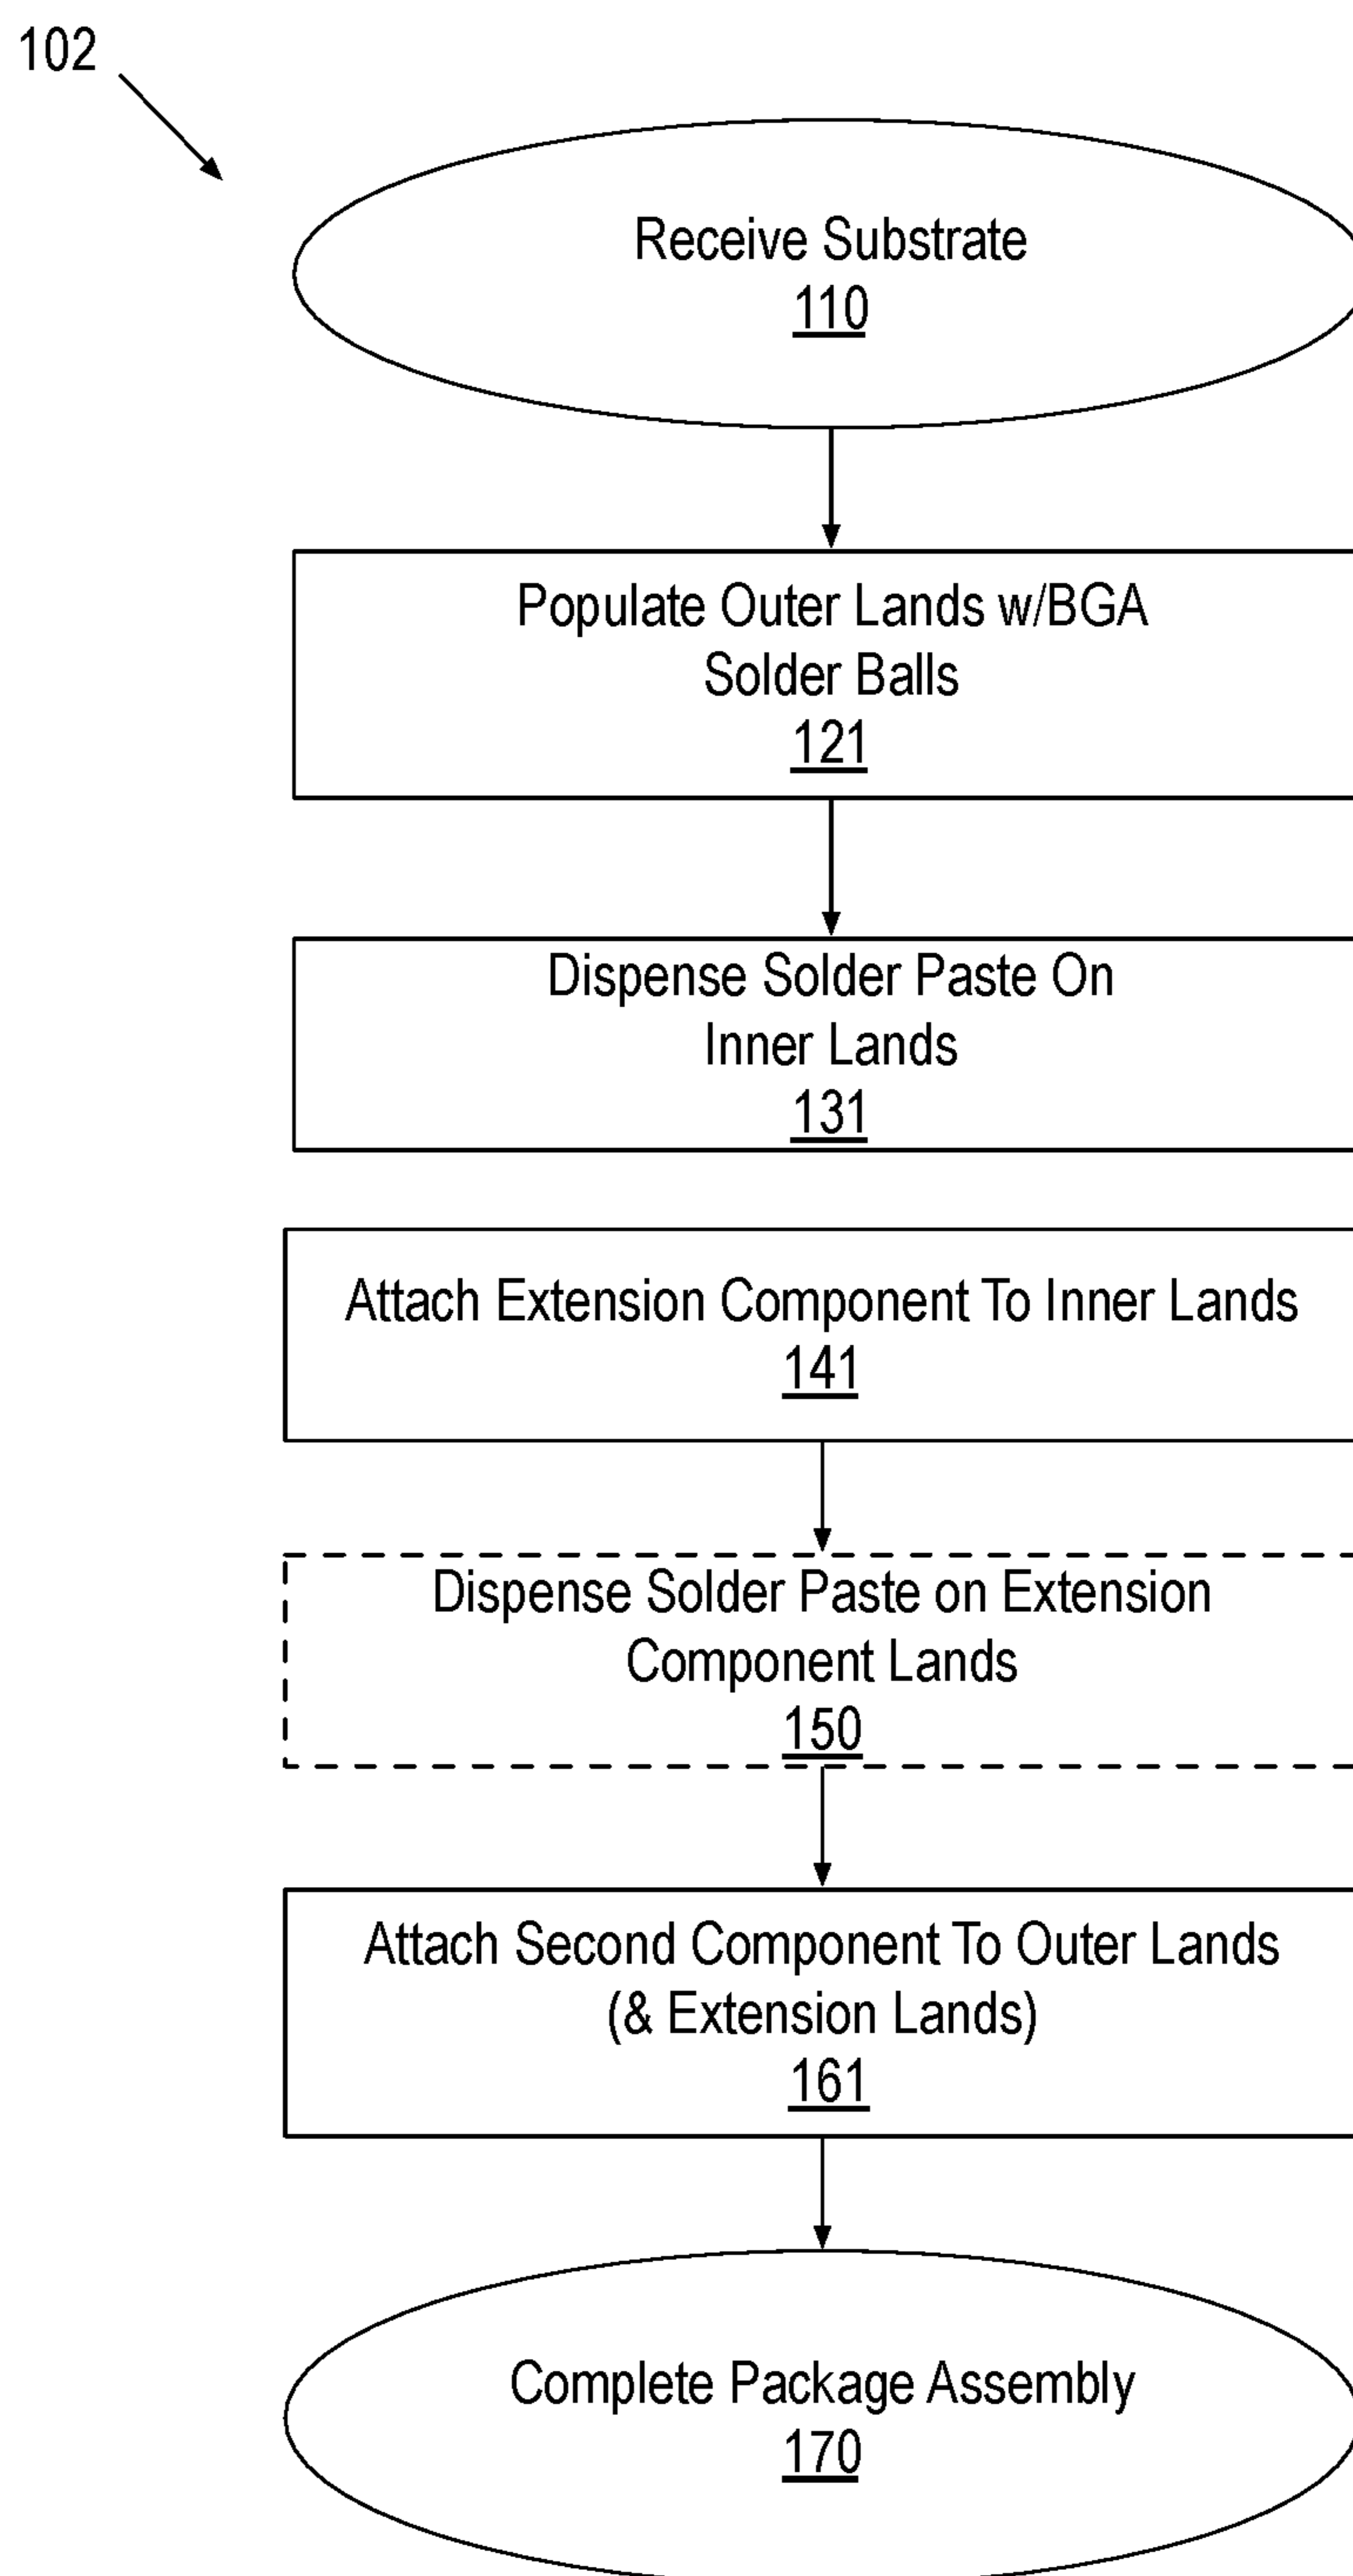 102
Receive Substrate
110
Populate Outer Lands w/BGA
Solder Balls
121
Dispense Solder Paste On
Inner Lands
131
Attach Extension Component To Inner Lands
141
Dispense Solder Paste on Extension
Component Lands
150
Attach Second Component To Outer Lands
(& Extension Lands)
161
Complete Package Assembly
170